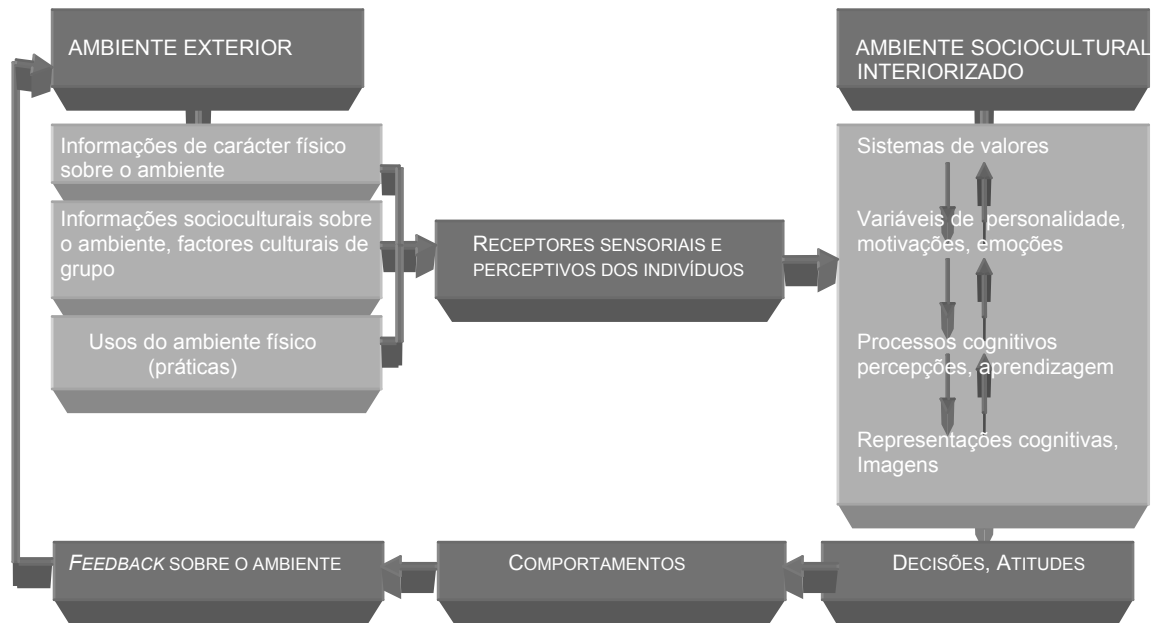 AMBIENTE EXTERIOR
Informações de carácter físico
sobre o ambiente
Informações socioculturais sobre
o ambiente, factores culturais de
grupo
Usos do ambiente físico
(práticas)
RECEPTORES SENSORIAIS E
PERCEPTIVOS DOS INDIVÍDUOS
AMBIENTE SOCIOCULTURAL
INTERIORIZADO
Sistemas de valores
Variáveis de personalidade,
motivações, emoções
Processos cognitivos
percepções, aprendizagem
Representações cognitivas,
Imagens
DECISÕES, ATITUDES
COMPORTAMENTOS
FEEDBACK SOBRE O AMBIENTE